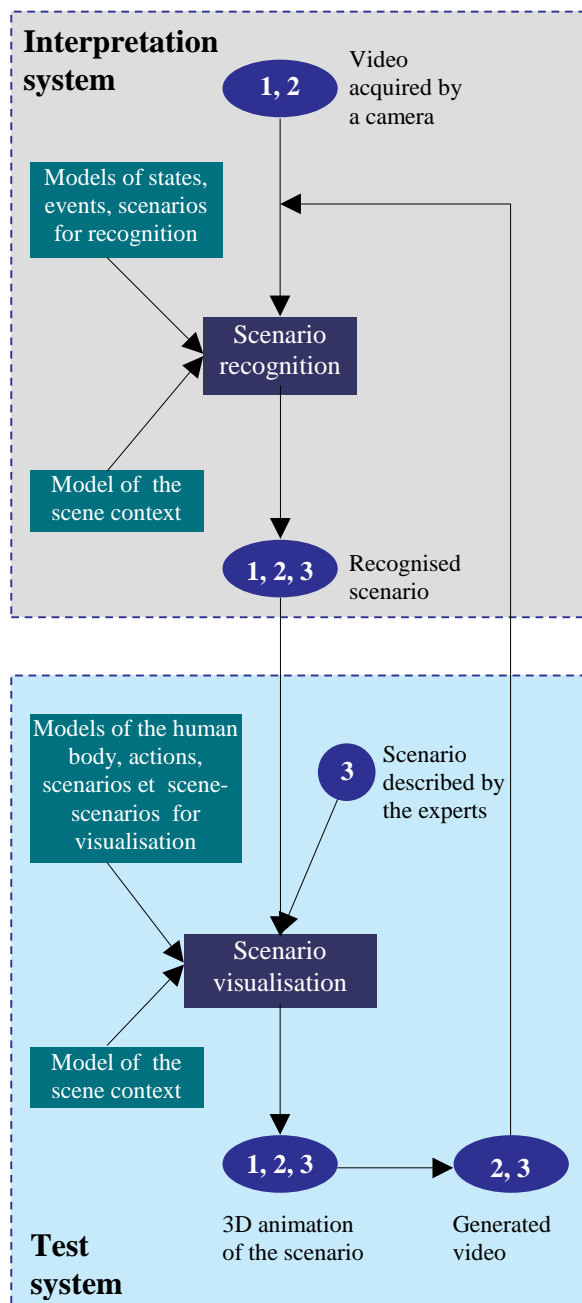 Interpretation
system
1, 2
Video
acquired by
a camera
Models of states,
events, scenarios
for recognition
Scenario
recognition
Model of the
scene context
1, 2, 3
Recognised
scenario
Models of the human
body, actions,
scenarios et scene-
scenarios for
visualisation
3
Scenario
described by
the experts
Scenario
visualisation
Model of the
scene context
1, 2, 3
2, 3
3D animation
of the scenario
Generated
video
Test
system